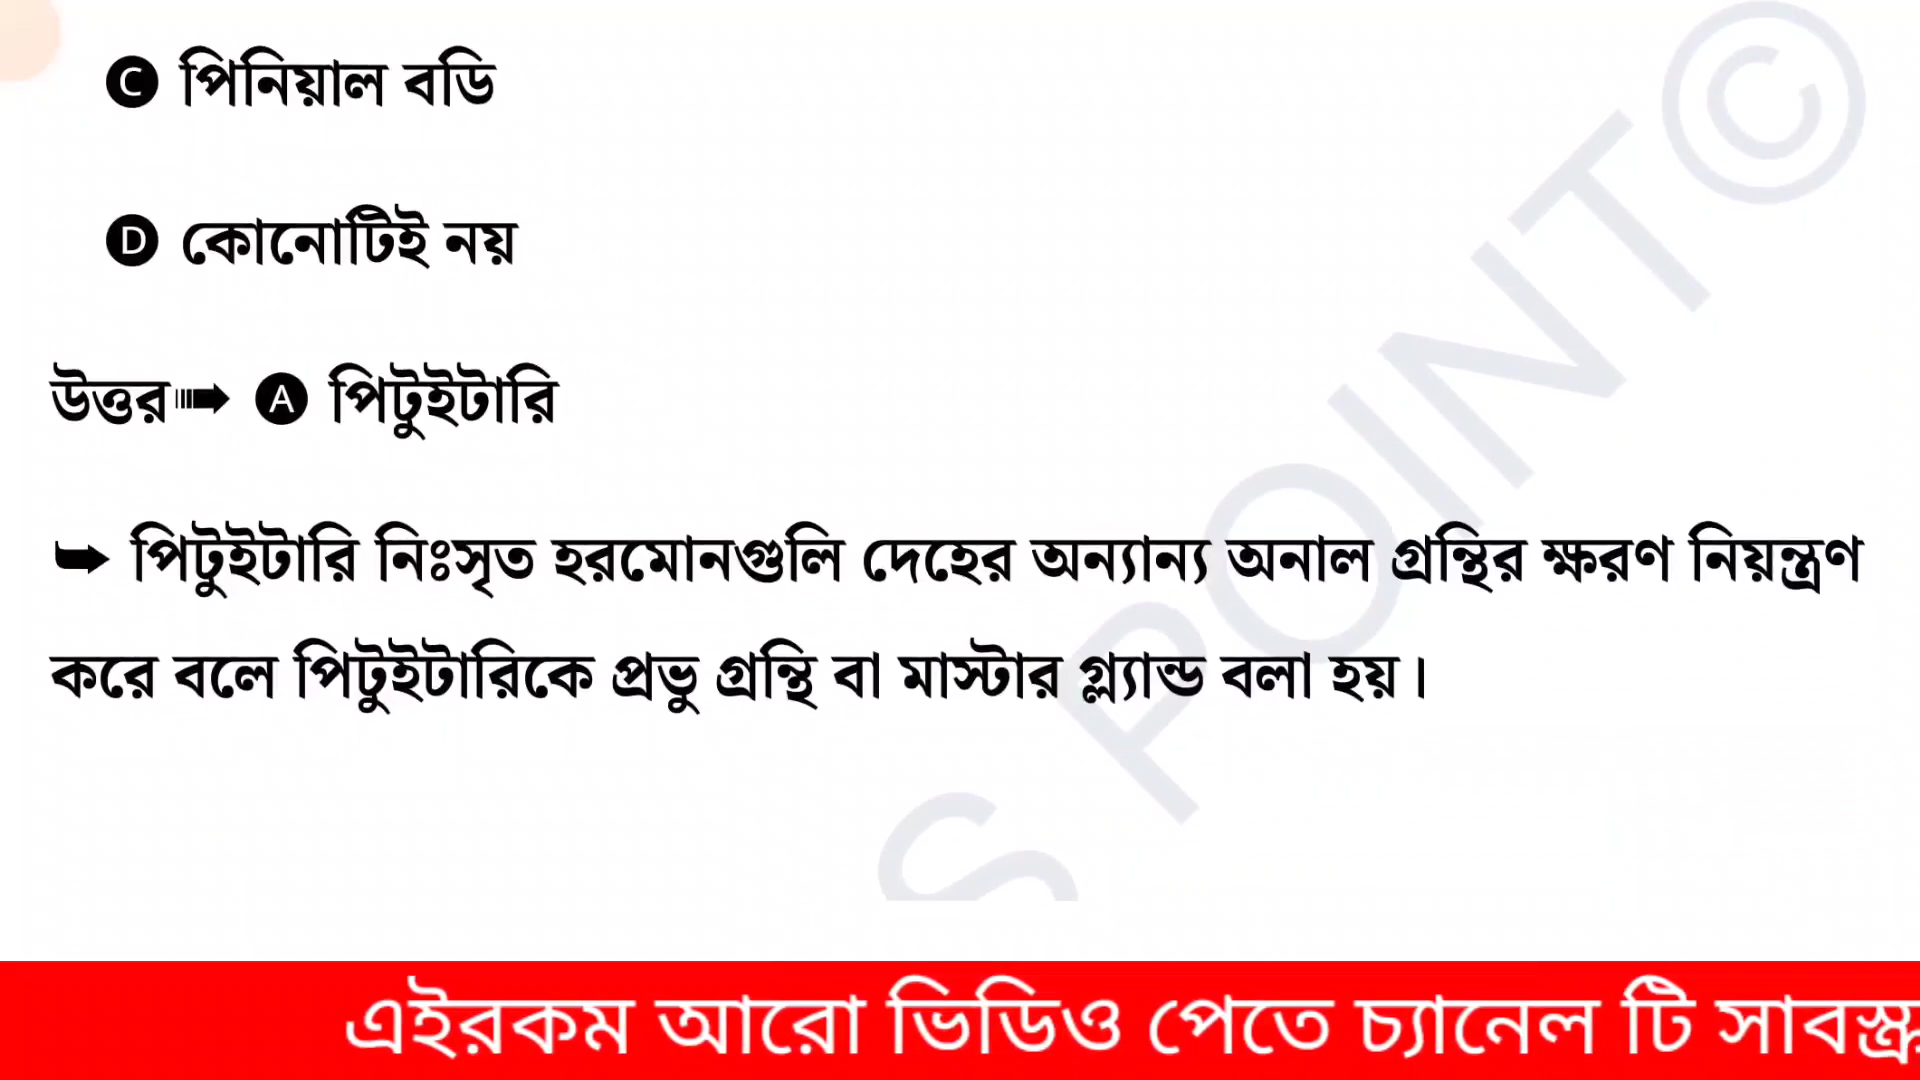 C পিনিয়াল বডি
D কোনোটিই নয়
উত্তর➠ A পিটুইটারি
➥ পিটুইটারি নিঃসৃত হরমোনগুলি দেহের অন্যান্য অনাল গ্রন্থির ক্ষরণ নিয়ন্ত্রণ
করে বলে পিটুইটারিকে প্রভু গ্রন্থি বা মাস্টার গ্ল্যান্ড বলা হয়।
S POINT©
এইরকম আরো ভিডিও পেতে চ্যানেল টি